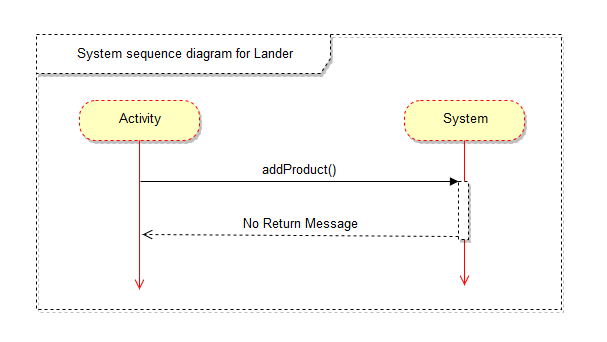 System sequence diagram for Lander
Activity
System
addProduct()
No Return Message